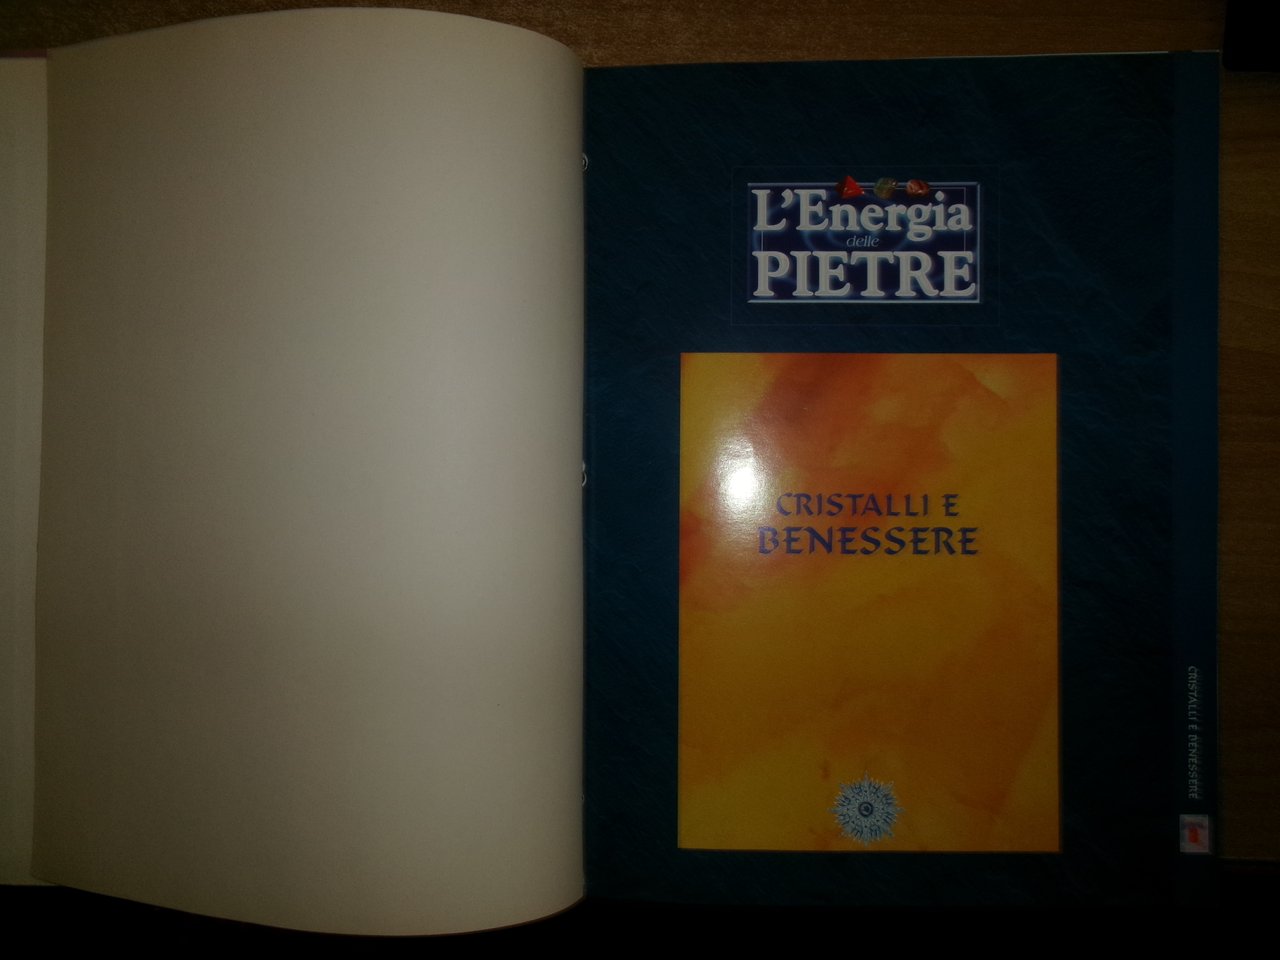 L'Energia
delle
PIETRE
CRISTALLI E
BENESSERE
CRISTALLI E BENESSERE